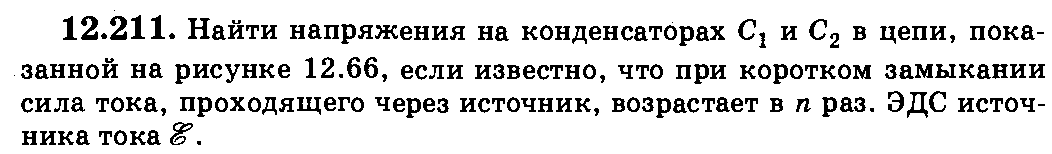 12.211. Найти напряжения на конденсаторах C₁ и C₂ в цепи, пока-
занной на рисунке 12.66, если известно, что при коротком замыкании
сила тока, проходящего через источник, возрастает в n раз. ЭДС источ-
ника тока ℰ.